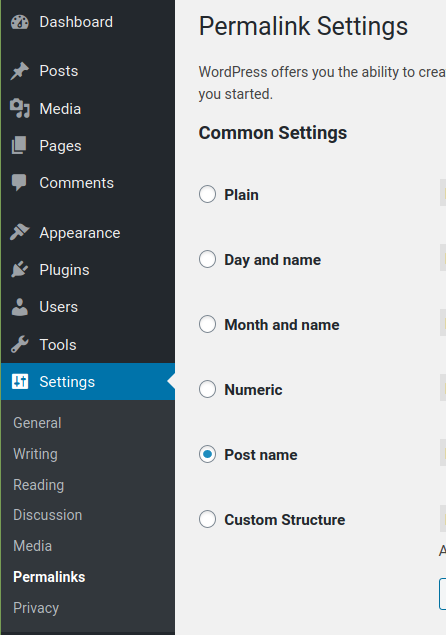 Dashboard
Posts
Media
Pages
Comments
Appearance
Plugins
Users
Tools
Settings
General
Writing
Reading
Discussion
Media
Permalinks
Privacy
Permalink Settings
WordPress offers you the ability to crea
you started.
Common Settings
Plain
Day and name
Month and name
Numeric
Post name
Custom Structure
A